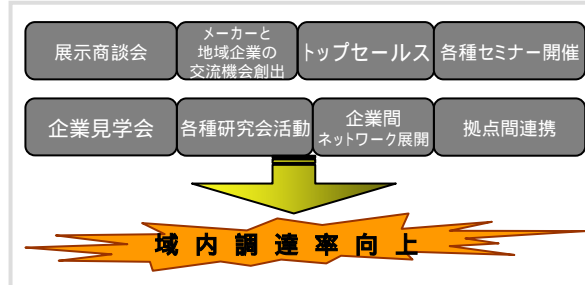 展示商談会
メーカーと
地域企業の
交流機会創出
トップセールス
各種セミナー開催
企業見学会
各種研究会活動
企業間
ネットワーク展開
拠点間連携
域内調達率向上